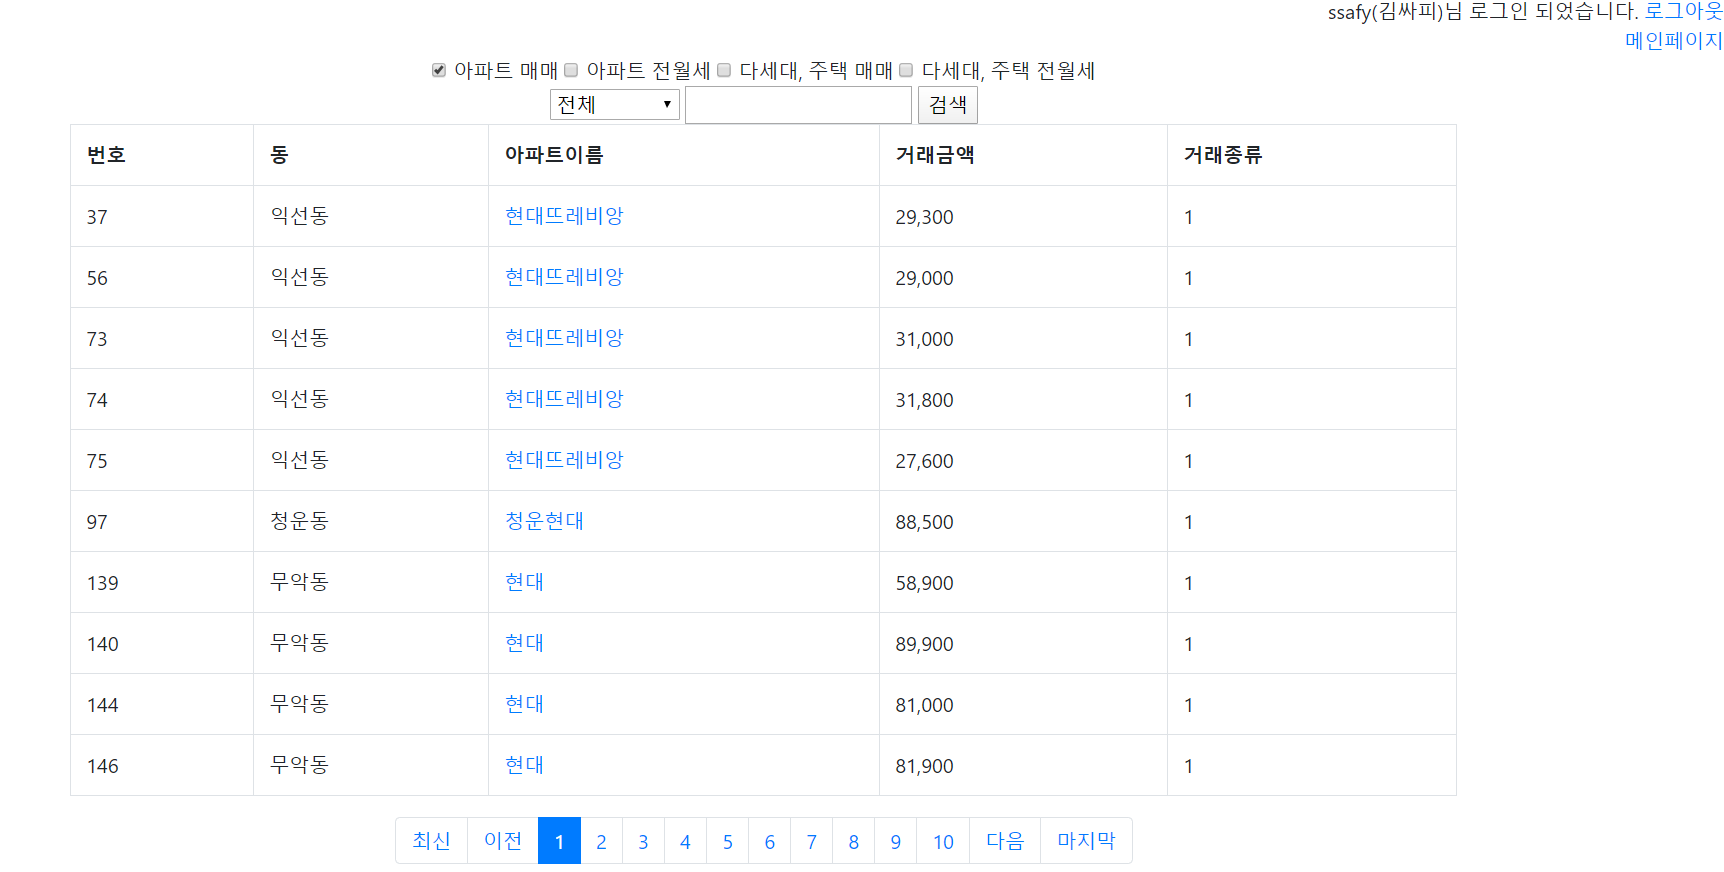 ssafy(김싸피)님 로그인 되었습니다. 로그아웃
메인페이지
아파트 매매 아파트 전월세 다세대, 주택 매매 다세대, 주택 전월세
전체 검색
번호 동 아파트이름 거래금액 거래종류
37 익선동 현대뜨레비앙 29,300 1
56 익선동 현대뜨레비앙 29,000 1
73 익선동 현대뜨레비앙 31,000 1
74 익선동 현대뜨레비앙 31,800 1
75 익선동 현대뜨레비앙 27,600 1
97 청운동 청운현대 88,500 1
139 무악동 현대 58,900 1
140 무악동 현대 89,900 1
144 무악동 현대 81,000 1
146 무악동 현대 81,900 1
최신 이전 1 2 3 4 5 6 7 8 9 10 다음 마지막